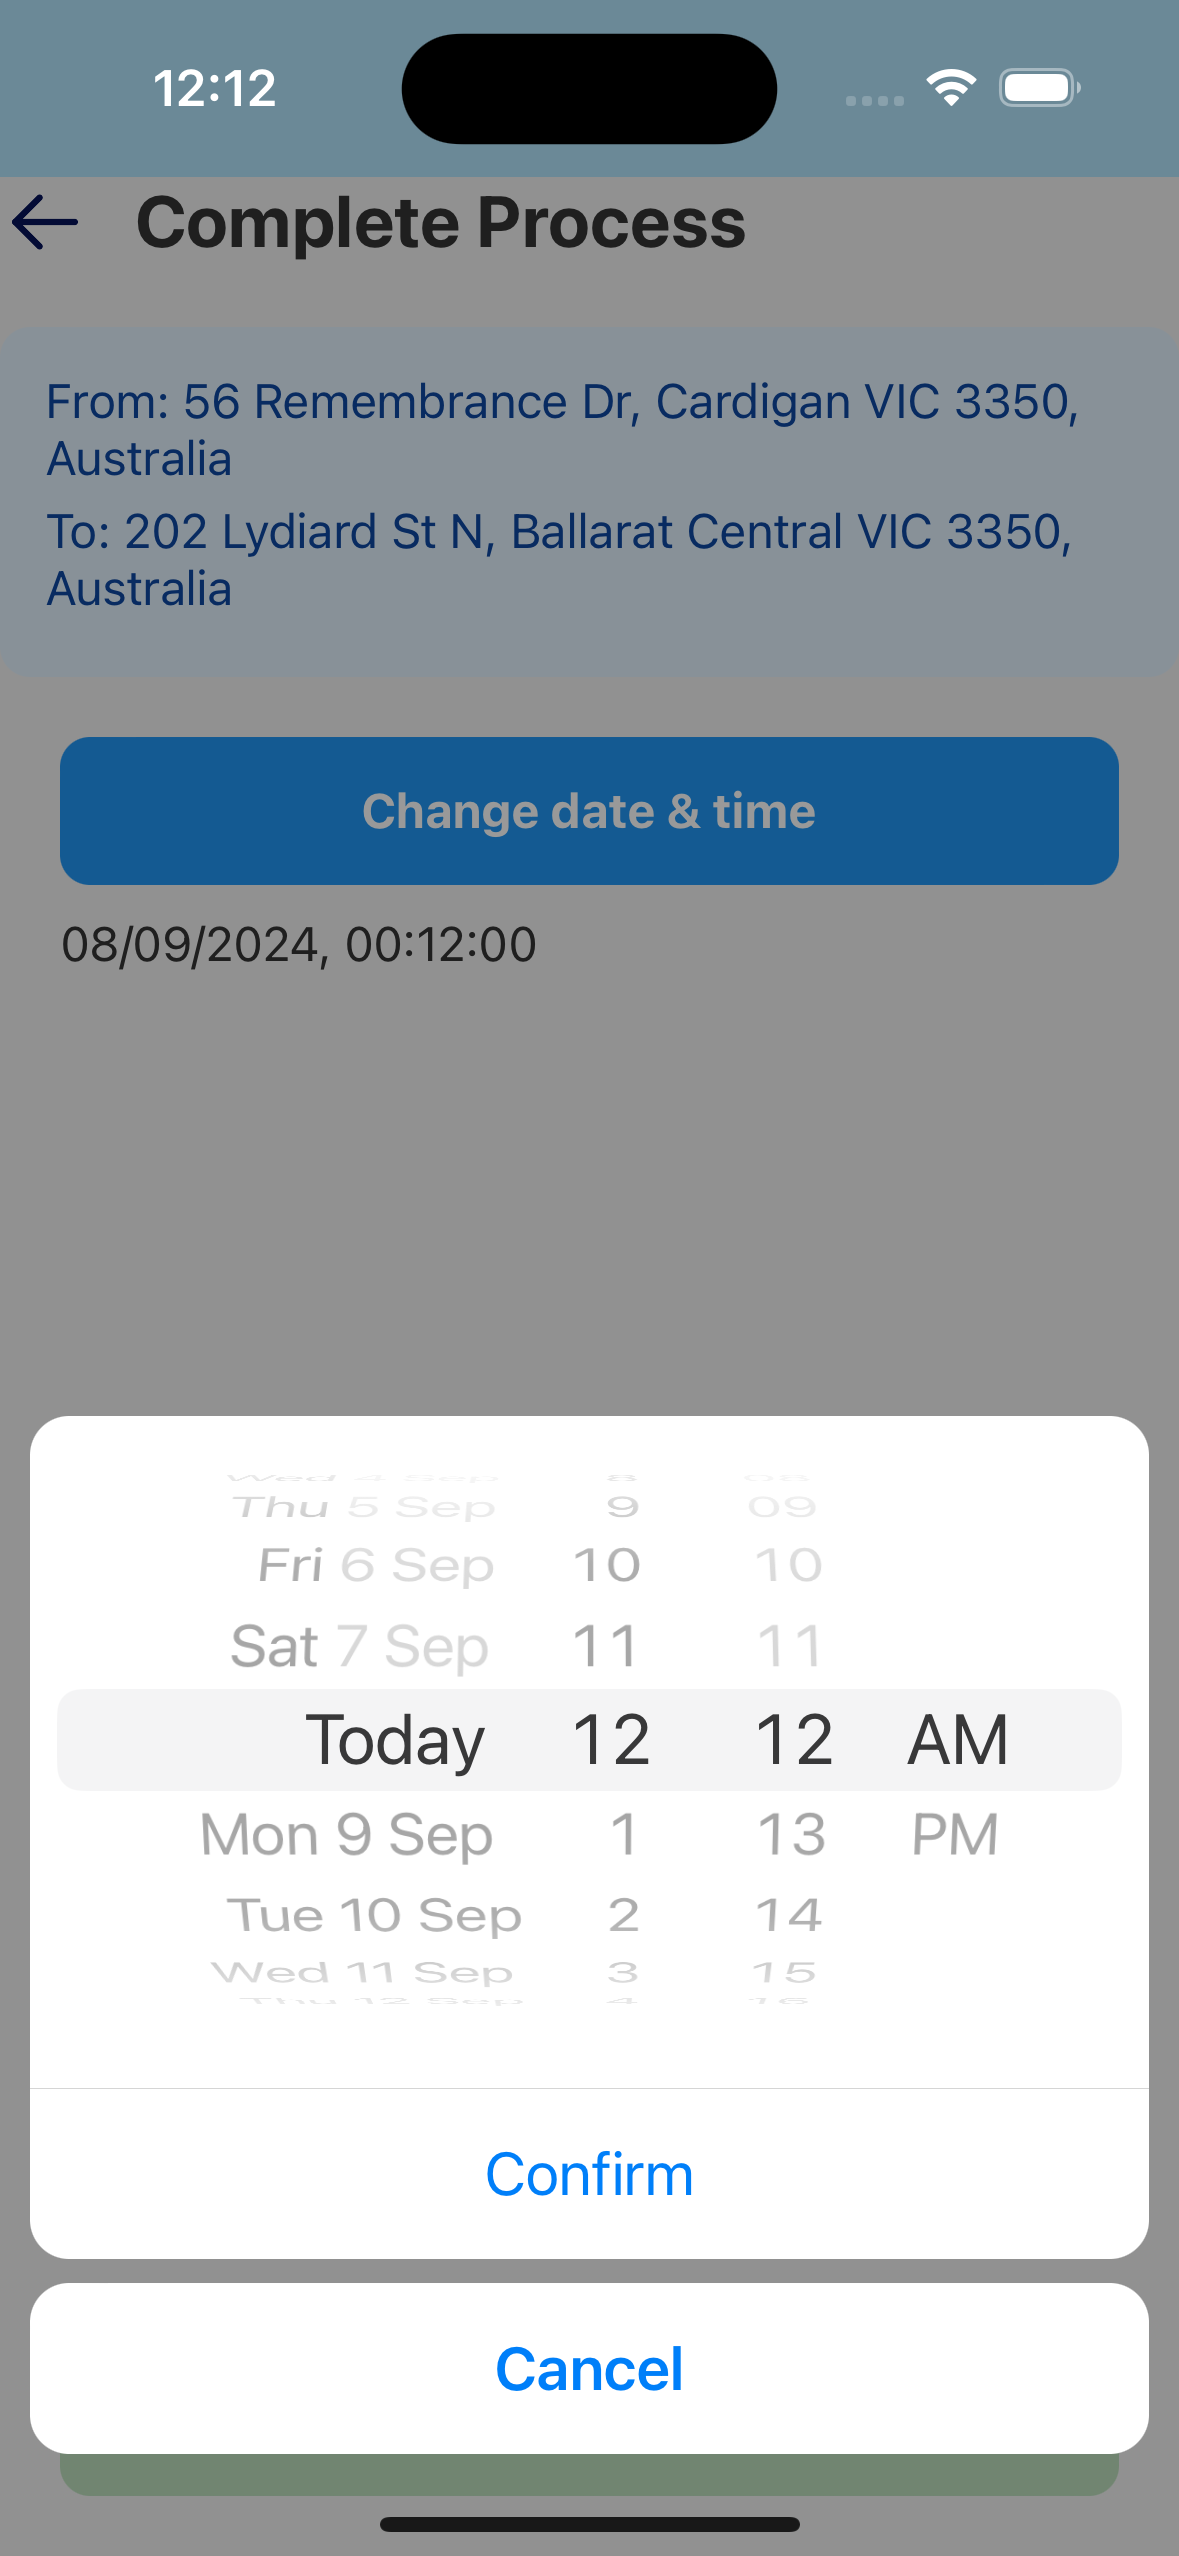 12:12
Complete Process
From: 56 Remembrance Dr, Cardigan VIC 3350,
Australia
To: 202 Lydiard St N, Ballarat Central VIC 3350,
Australia
Change date & time
08/09/2024, 00:12:00
Wed 4 Sep 8 08
Thu 5 Sep 9 09
Fri 6 Sep 10 10
Sat 7 Sep 11 11
Today 12 12 AM
Mon 9 Sep 1 13 PM
Tue 10 Sep 2 14
Wed 11 Sep 3 15
Thu 12 Sep 4 16
Confirm
Cancel